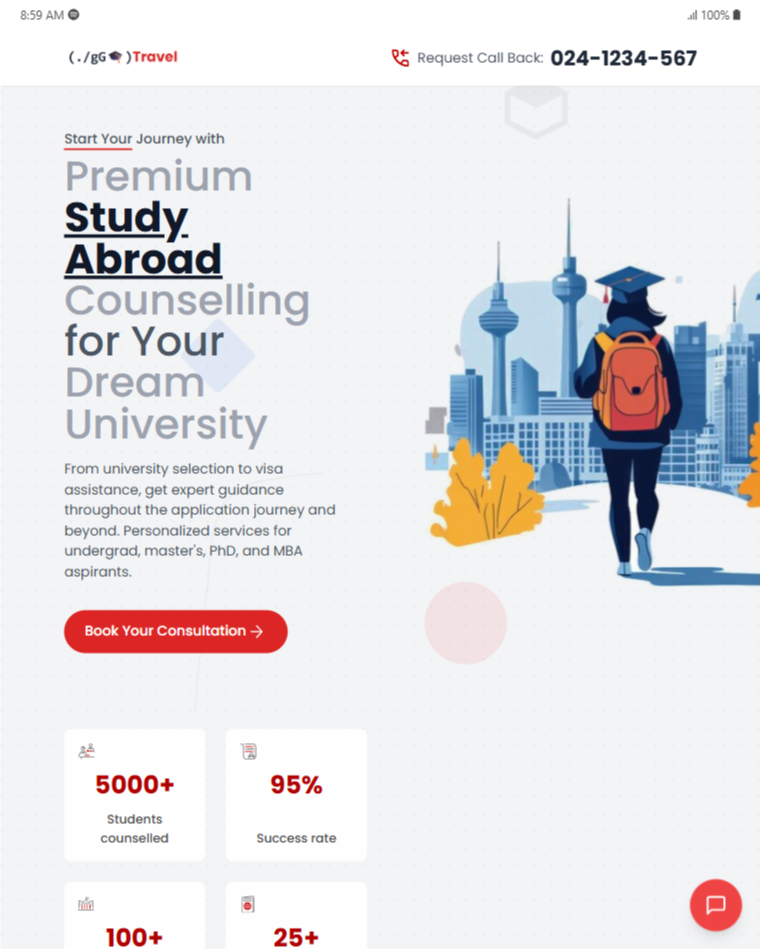 8:59 AM
100%
(./gG🎓)Travel
Request Call Back: 024-1234-567
Start Your Journey with
Premium
Study
Abroad
Counselling
for Your
Dream
University
From university selection to visa
assistance, get expert guidance
throughout the application journey and
beyond. Personalized services for
undergrad, master's, PhD, and MBA
aspirants.
Book Your Consultation →
5000+
Students
counselled
95%
Success rate
100+
25+